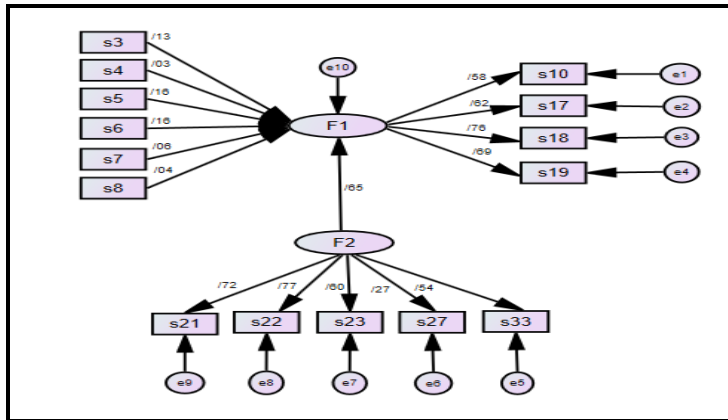 s3 /13
s4 /03
s5 /16
s6 /16
s7 /06
s8 /04
e10
F1
/58 s10 e1
/62 s17 e2
/76 s18 e3
/69 s19 e4
/65
F2
/72 /77 /60 /27 /54
s21 s22 s23 s27 s33
e9 e8 e7 e6 e5